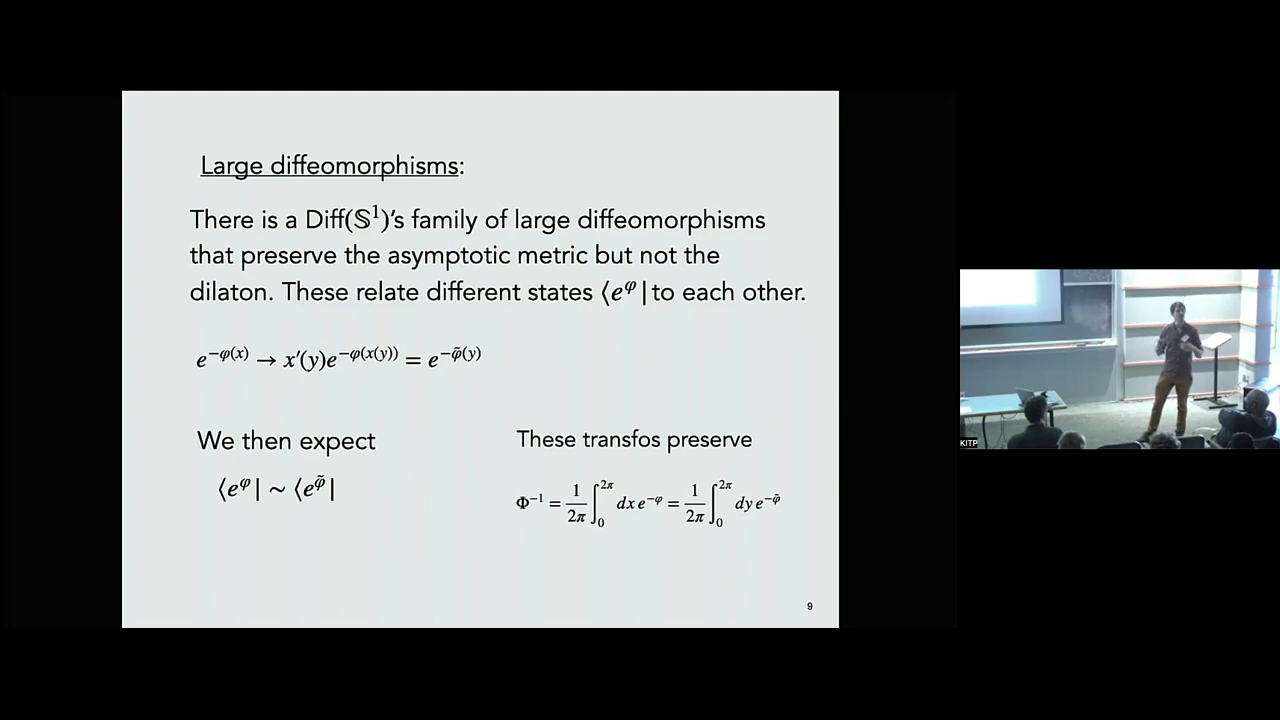 Large diffeomorphisms:
There is a Diff(𝕊¹)'s family of large diffeomorphisms
that preserve the asymptotic metric but not the
dilaton. These relate different states ⟨e^φ| to each other.
e^{-φ(x)} → x′(y)e^{-φ(x(y))} = e^{-φ̃(y)}
We then expect
⟨e^φ| ~ ⟨e^φ̃|
These transfos preserve
Φ^{-1} = \frac{1}{2π} ∫_0^{2π} dx e^{-φ} = \frac{1}{2π} ∫_0^{2π} dy e^{-φ̃}
9
KITP